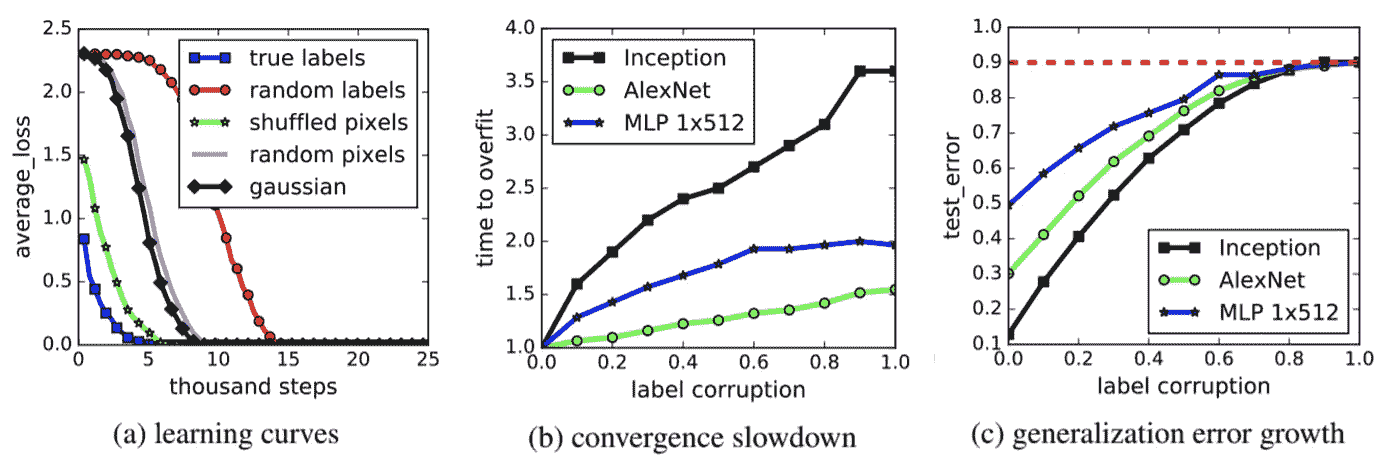 2.5
2.0
1.5
1.0
0.5
0.0
average_loss
true labels
random labels
shuffled pixels
random pixels
gaussian
0 5 10 15 20 25
thousand steps
(a) learning curves
4.0
3.5
3.0
2.5
2.0
1.5
1.0
time to overfit
Inception
AlexNet
MLP 1x512
0.0 0.2 0.4 0.6 0.8 1.0
label corruption
(b) convergence slowdown
1.0
0.9
0.8
0.7
0.6
0.5
0.4
0.3
0.2
0.1
test_error
Inception
AlexNet
MLP 1x512
0.0 0.2 0.4 0.6 0.8 1.0
label corruption
(c) generalization error growth